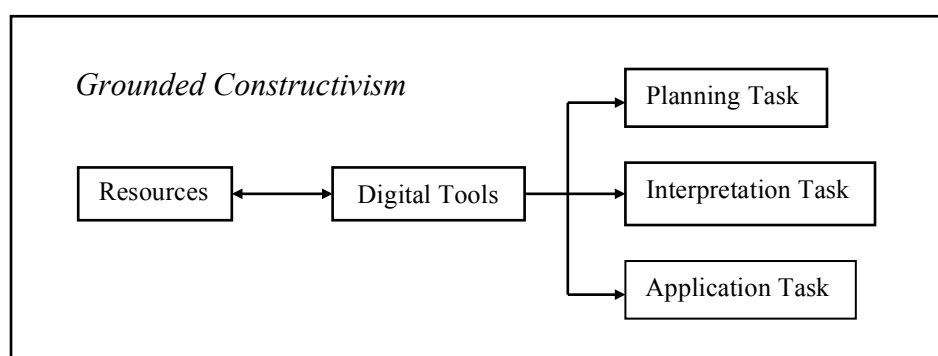 Grounded Constructivism
Planning Task
Resources
Digital Tools
Interpretation Task
Application Task